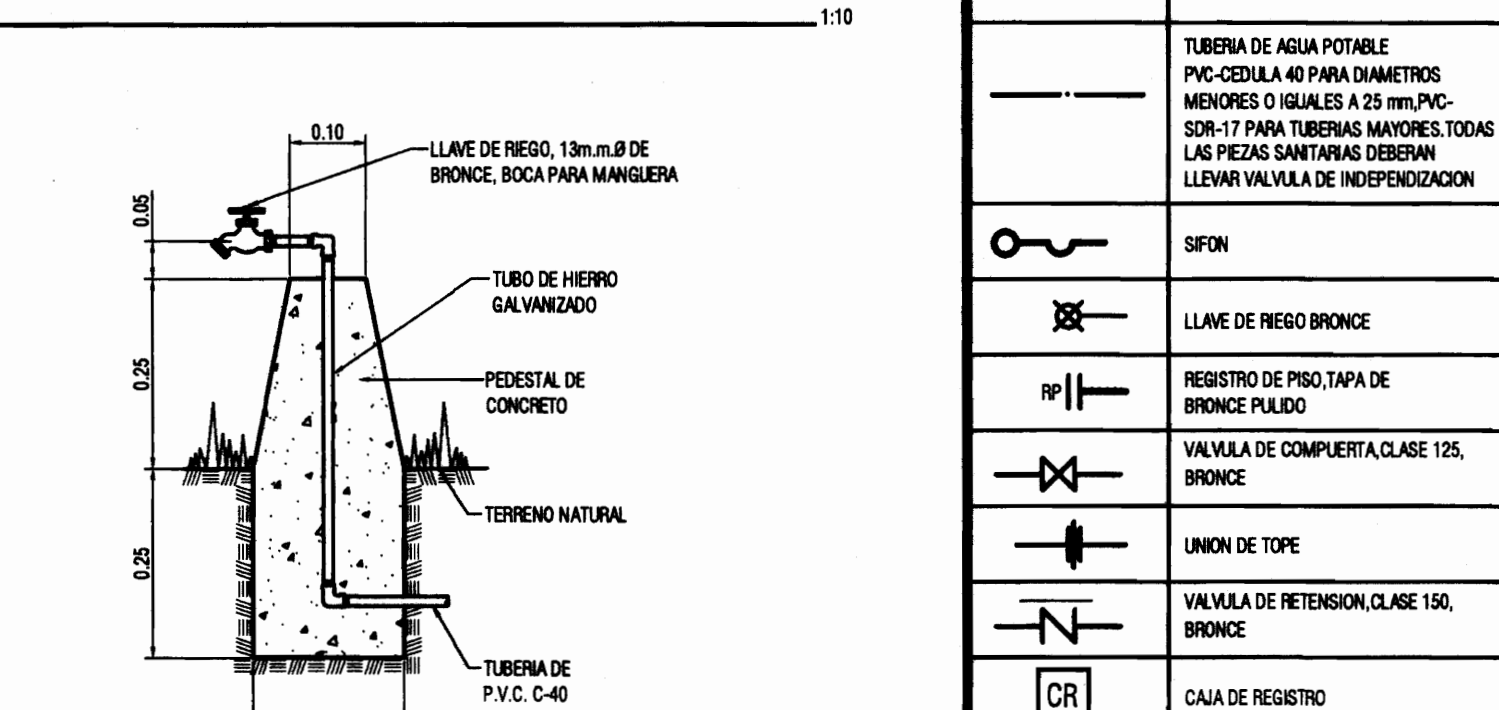 1:10
0.10
LLAVE DE RIEGO, 13m.m.Ø DE
BRONCE, BOCA PARA MANGUERA
0.05
TUBO DE HIERRO
GALVANIZADO
0.25
PEDESTAL DE
CONCRETO
TERRENO NATURAL
0.25
TUBERIA DE
P.V.C. C-40
TUBERIA DE AGUA POTABLE
PVC-CEDULA 40 PARA DIAMETROS
MENORES O IGUALES A 25 mm,PVC-
SDR-17 PARA TUBERIAS MAYORES.TODAS
LAS PIEZAS SANITARIAS DEBERAN
LLEVAR VALVULA DE INDEPENDIZACION
SIFON
LLAVE DE RIEGO BRONCE
RP
REGISTRO DE PISO,TAPA DE
BRONCE PULIDO
VALVULA DE COMPUERTA,CLASE 125,
BRONCE
UNION DE TOPE
VALVULA DE RETENSION,CLASE 150,
BRONCE
CR
CAJA DE REGISTRO